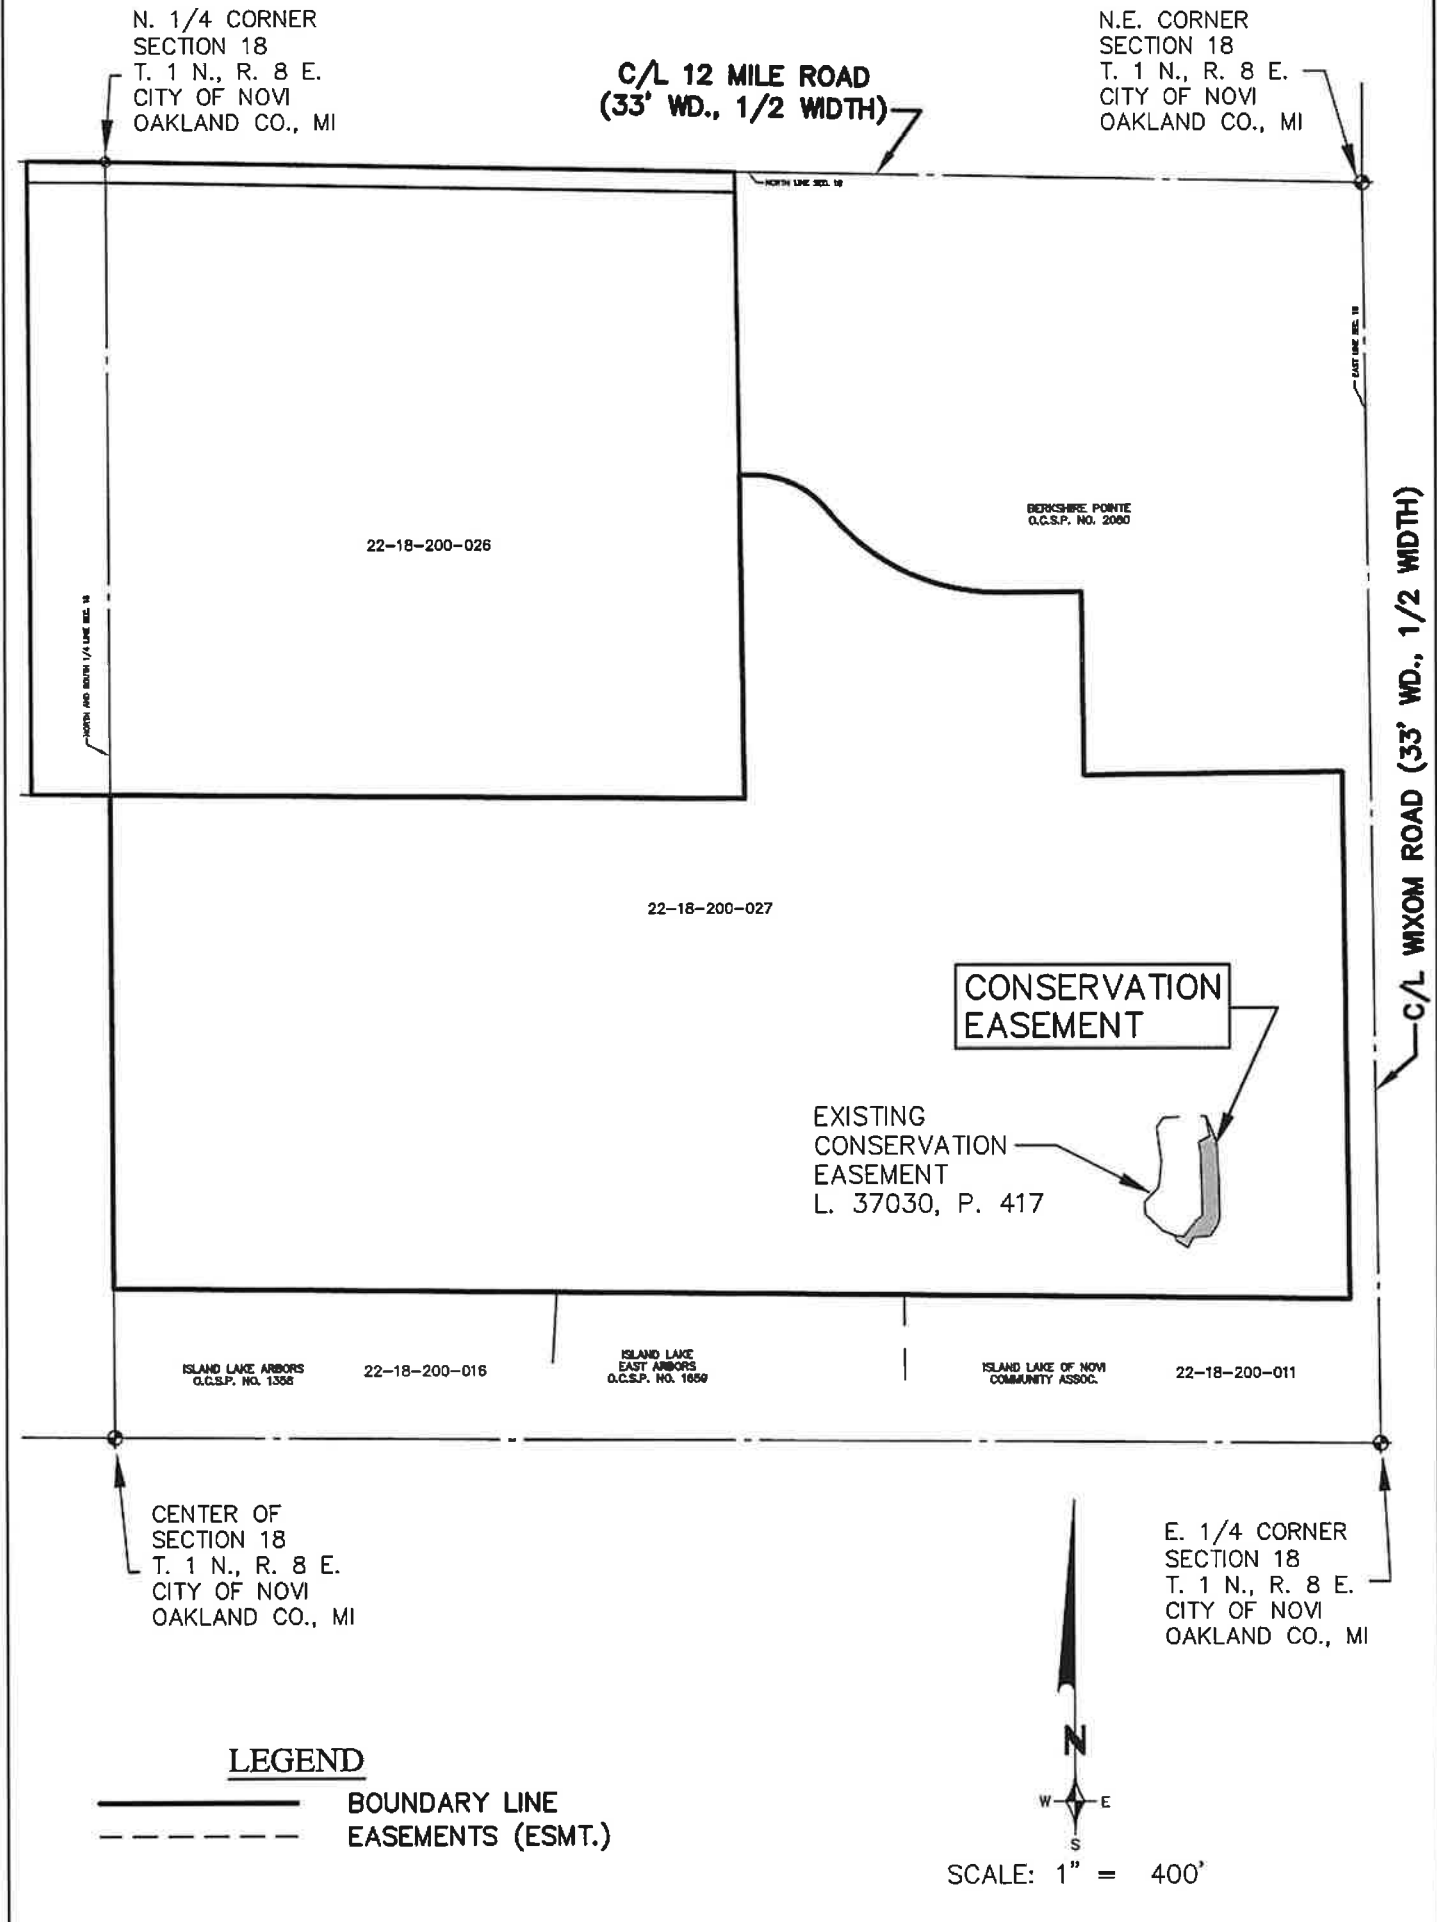 N. 1/4 CORNER
SECTION 18
T. 1 N., R. 8 E.
CITY OF NOVI
OAKLAND CO., MI
C/L 12 MILE ROAD
(33' WD., 1/2 WIDTH)
N.E. CORNER
SECTION 18
T. 1 N., R. 8 E.
CITY OF NOVI
OAKLAND CO., MI
NORTH LINE SEC. 18
EAST LINE SEC. 18
BERKSHIRE POINTE
O.C.S.P. NO. 2080
22-18-200-026
NORTH AND SOUTH 1/4 LINE SEC. 18
C/L WIXOM ROAD (33' WD., 1/2 WIDTH)
22-18-200-027
CONSERVATION
EASEMENT
EXISTING
CONSERVATION
EASEMENT
L. 37030, P. 417
ISLAND LAKE ARBORS
O.C.S.P. NO. 1358
22-18-200-016
ISLAND LAKE
EAST ARBORS
O.C.S.P. NO. 1659
ISLAND LAKE OF NOVI
COMMUNITY ASSOC.
22-18-200-011
CENTER OF
SECTION 18
T. 1 N., R. 8 E.
CITY OF NOVI
OAKLAND CO., MI
E. 1/4 CORNER
SECTION 18
T. 1 N., R. 8 E.
CITY OF NOVI
OAKLAND CO., MI
N
W E
S
SCALE: 1" = 400'
LEGEND
BOUNDARY LINE
EASEMENTS (ESMT.)